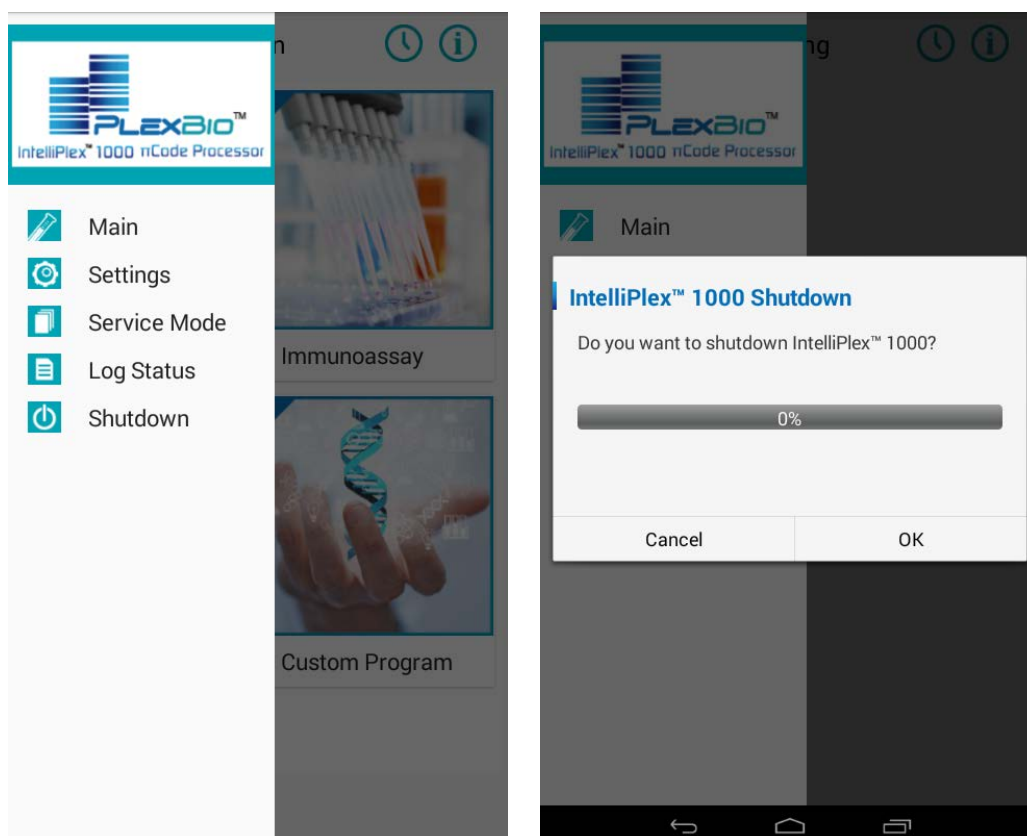 n
PLEXBIO™
IntelliPlex™ 1000 πCode Processor
Main
Settings
Service Mode
Log Status
Shutdown
Immunoassay
Custom Program
ng
PLEXBIO™
IntelliPlex™ 1000 πCode Processor
Main
IntelliPlex™ 1000 Shutdown
Do you want to shutdown IntelliPlex™ 1000?
0%
Cancel OK